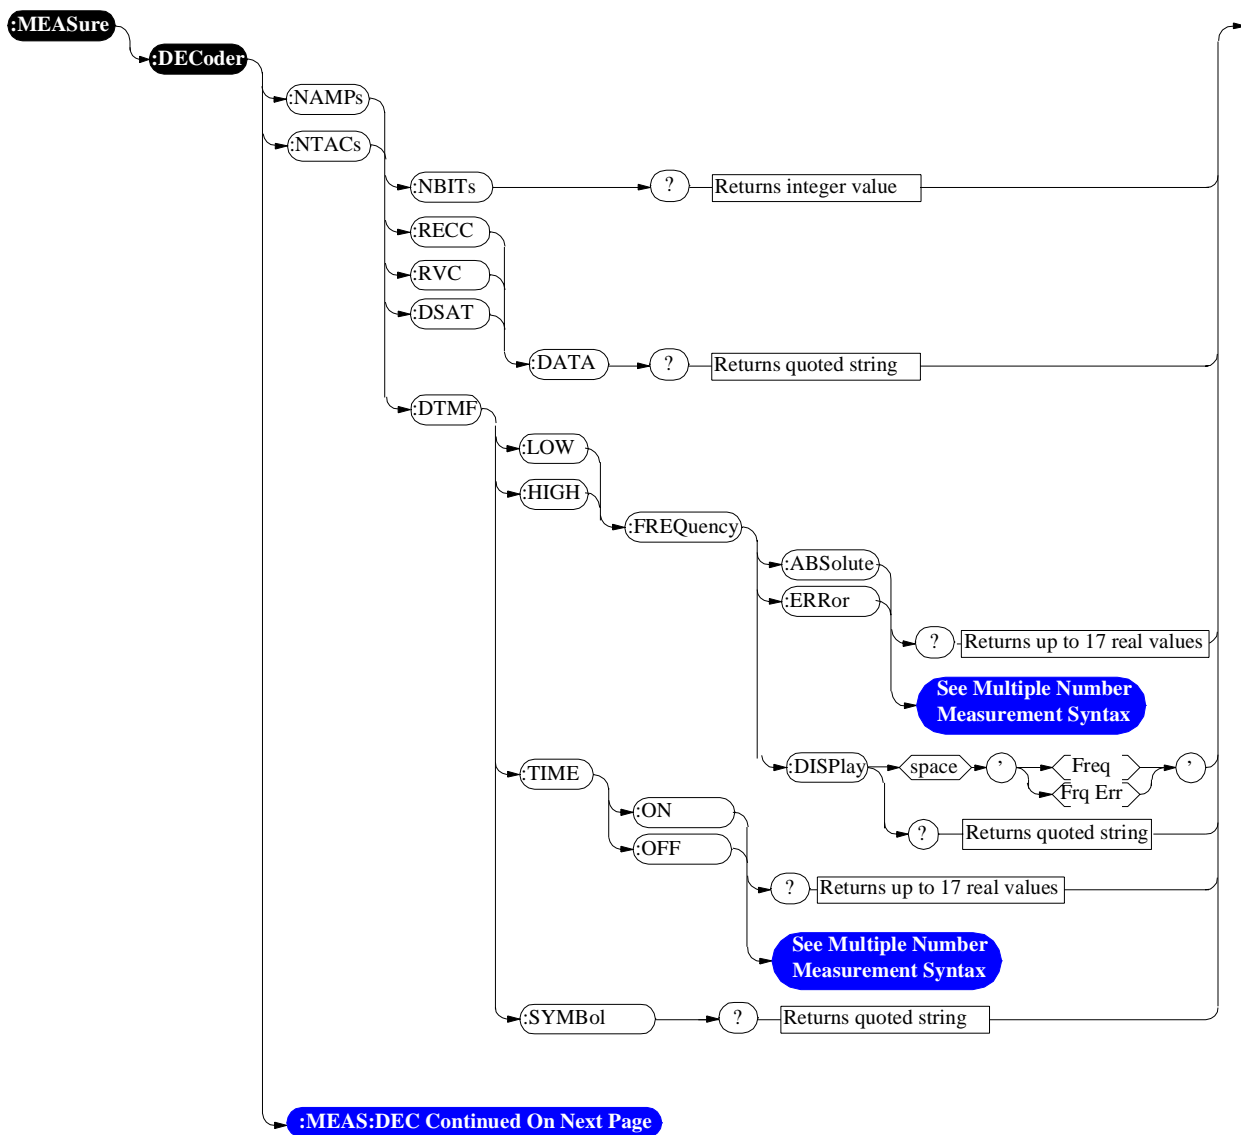 :MEASure
:DECoder
:NAMPs
:NTACs
:NBITs
?
Returns integer value
:RECC
:RVC
:DSAT
:DATA
?
Returns quoted string
:DTMF
:LOW
:HIGH
:FREQuency
:ABSolute
:ERRor
?
Returns up to 17 real values
See Multiple Number
Measurement Syntax
:DISPlay
space
’
Freq
Frq Err
’
?
Returns quoted string
:TIME
:ON
:OFF
?
Returns up to 17 real values
See Multiple Number
Measurement Syntax
:SYMBol
?
Returns quoted string
:MEAS:DEC Continued On Next Page